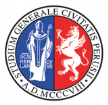 · STUDIUM GENERALE CIVITATIS PERUSII ·
A.D. MCCCVIII